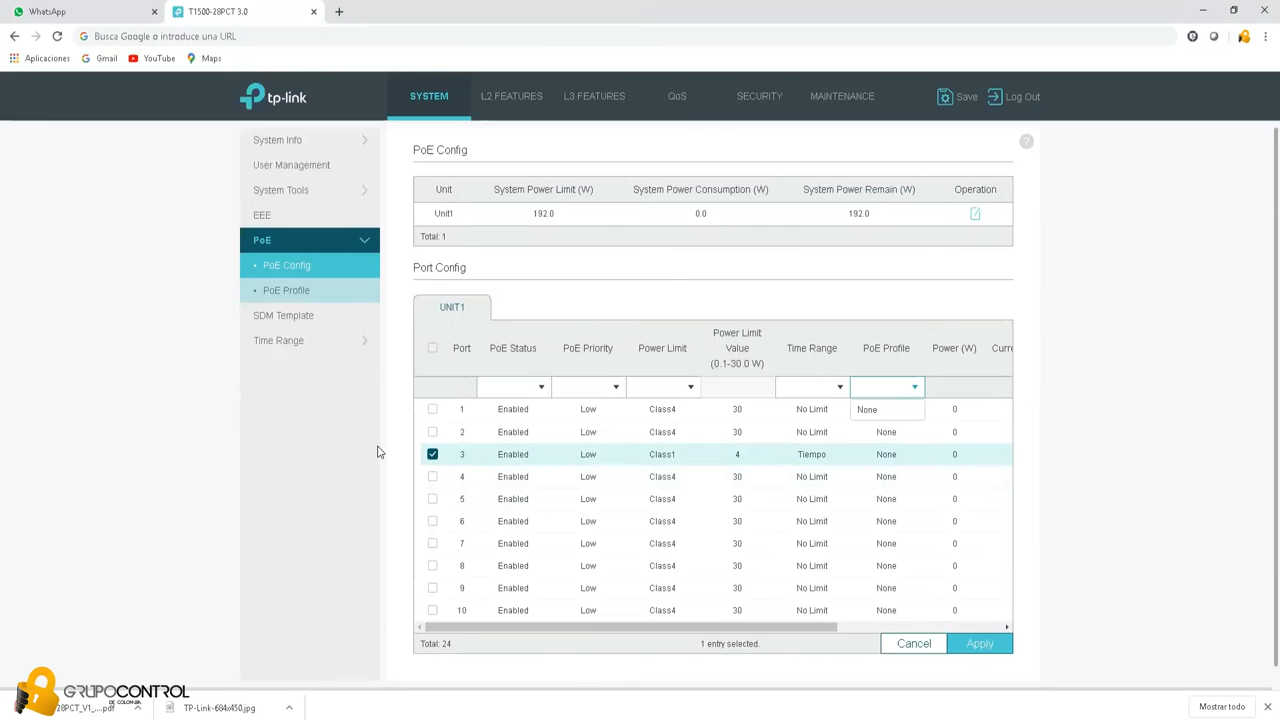 WhatsApp
T1500-28PCT 3.0
Busca Google o introduce una URL
Aplicaciones
Gmail
YouTube
Maps
tp-link
SYSTEM
L2 FEATURES
L3 FEATURES
QoS
SECURITY
MAINTENANCE
Save
Log Out
System Info
User Management
System Tools
EEE
PoE
PoE Config
PoE Profile
SDM Template
Time Range
PoE Config
Unit System Power Limit (W) System Power Consumption (W) System Power Remain (W) Operation
Unit1 192.0 0.0 192.0
Total: 1
Port Config
UNIT1
Port PoE Status PoE Priority Power Limit Power Limit Value (0.1-30.0 W) Time Range PoE Profile Power (W) Curre
1 Enabled Low Class4 30 No Limit None 0
2 Enabled Low Class4 30 No Limit None 0
3 Enabled Low Class1 4 Tiempo None 0
4 Enabled Low Class4 30 No Limit None 0
5 Enabled Low Class4 30 No Limit None 0
6 Enabled Low Class4 30 No Limit None 0
7 Enabled Low Class4 30 No Limit None 0
8 Enabled Low Class4 30 No Limit None 0
9 Enabled Low Class4 30 No Limit None 0
10 Enabled Low Class4 30 No Limit None 0
Total: 24 1 entry selected. Cancel Apply
GRUPOCONTROL
DE COLOMBIA
28PCT_V1_....pdf
TP-Link-684x450.jpg
Mostrar todo